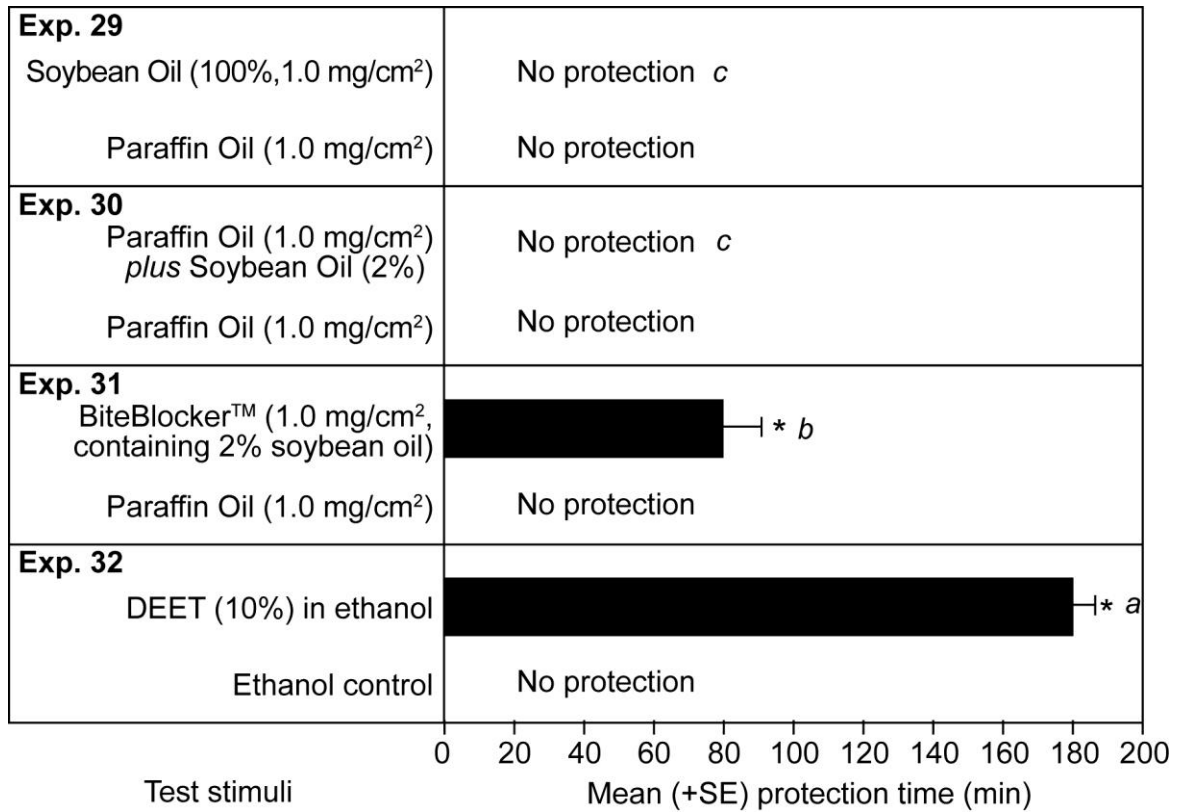 Exp. 29
Soybean Oil (100%,1.0 mg/cm²) No protection c
Paraffin Oil (1.0 mg/cm²) No protection
Exp. 30
Paraffin Oil (1.0 mg/cm²)
plus Soybean Oil (2%) No protection c
Paraffin Oil (1.0 mg/cm²) No protection
Exp. 31
BiteBlocker™ (1.0 mg/cm²,
containing 2% soybean oil) * b
Paraffin Oil (1.0 mg/cm²) No protection
Exp. 32
DEET (10%) in ethanol * a
Ethanol control No protection
0 20 40 60 80 100 120 140 160 180 200
Test stimuli Mean (+SE) protection time (min)